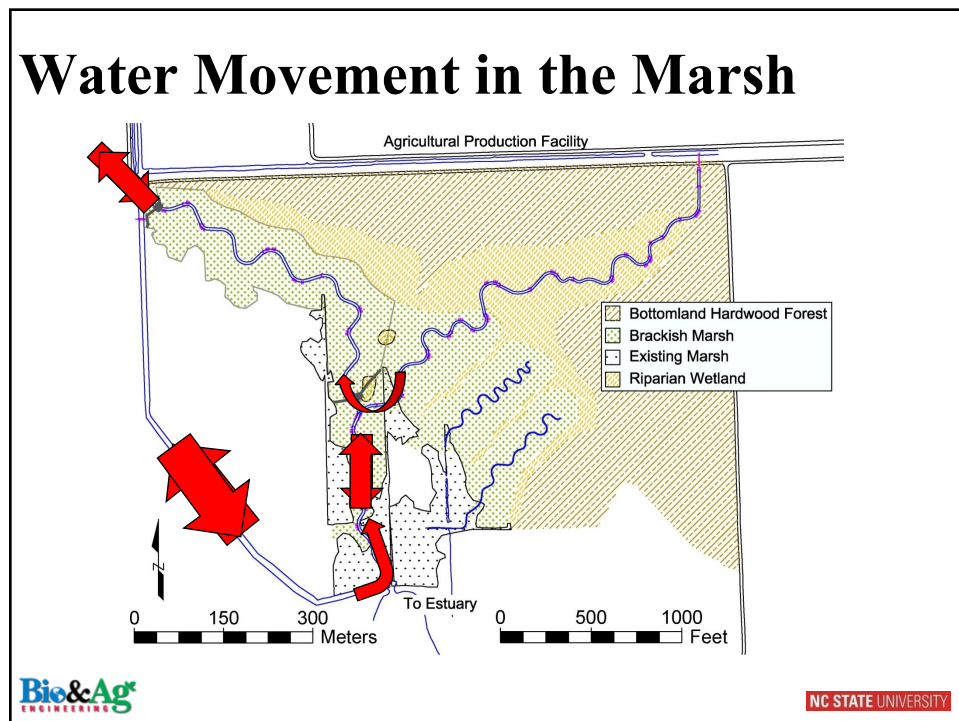 Water Movement in the Marsh
Agricultural Production Facility
Bottomland Hardwood Forest
Brackish Marsh
Existing Marsh
Riparian Wetland
N
To Estuary
0 150 300
Meters
0 500 1000
Feet
Bio&Ag
ENGINEERING
NC STATE UNIVERSITY